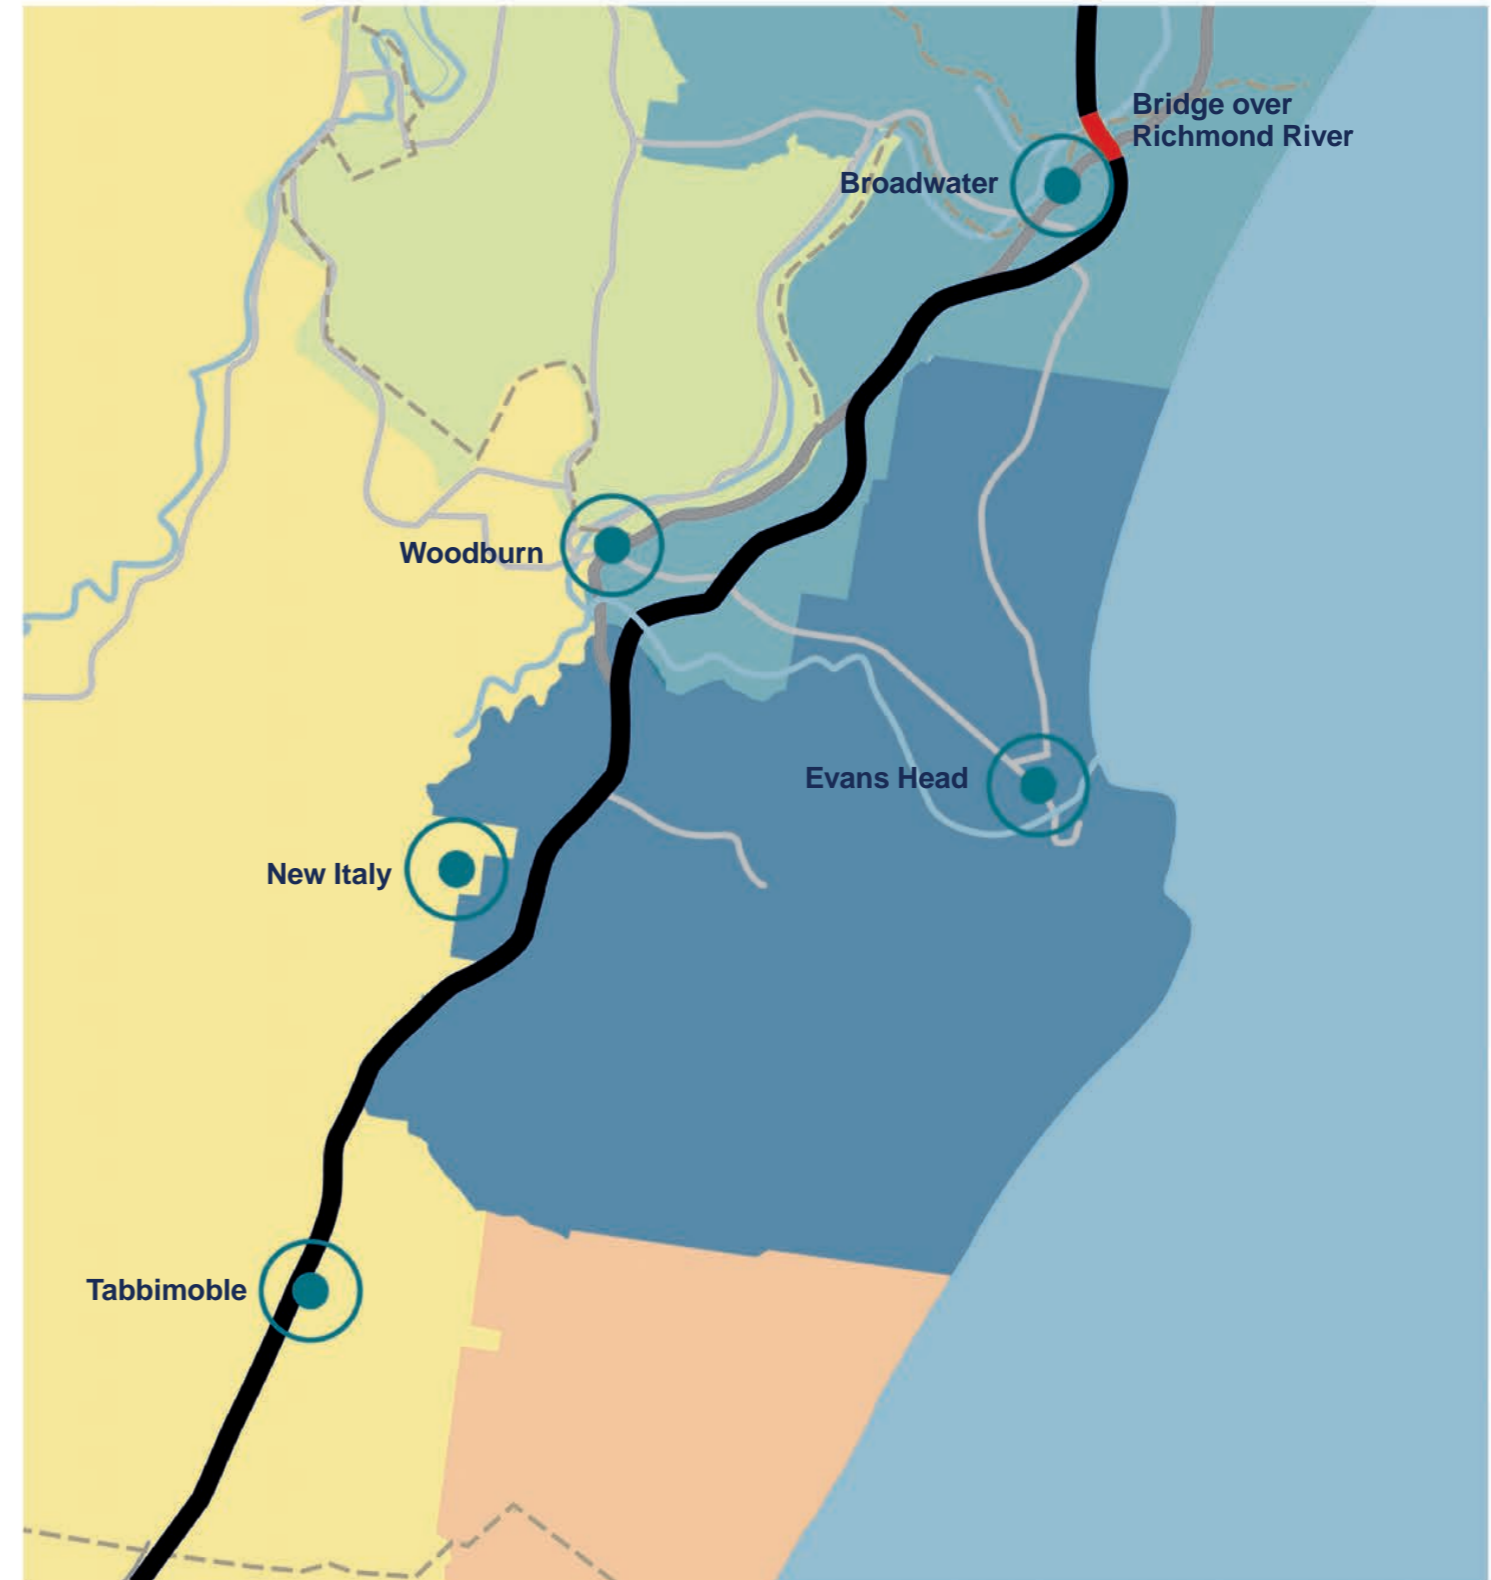 Bridge over
Richmond River
Broadwater
Woodburn
Evans Head
New Italy
Tabbimoble